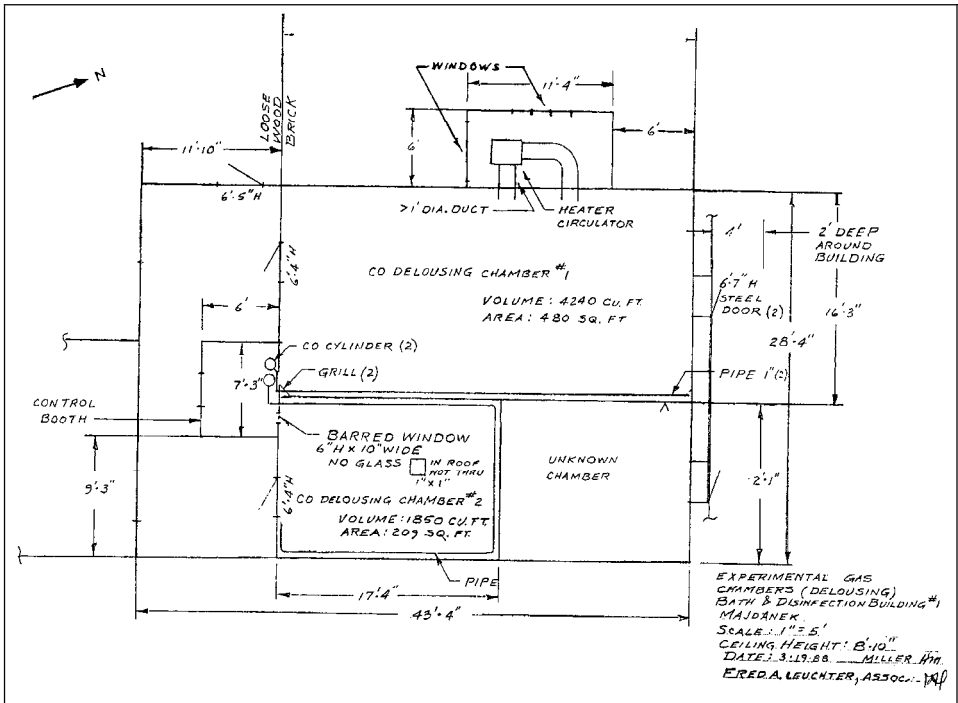 N
WINDOWS
11'-4"
LOOSE
WOOD
BRICK
6'
6'
11'-10"
6'-5"H
>1' DIA. DUCT
HEATER
CIRCULATOR
4'
2' DEEP
AROUND
BUILDING
6'-4"H
CO DELOUSING CHAMBER #1
VOLUME: 4240 CU. FT.
AREA: 480 SQ. FT
6'-7"H
STEEL
DOOR (2)
16'-3"
28'-4"
6'
CO CYLINDER (2)
GRILL (2)
PIPE 1" (2)
7'-3"
CONTROL
BOOTH
BARRED WINDOW
6"H X 10" WIDE
NO GLASS
IN ROOF
NOT THRU
1" X 1"
UNKNOWN
CHAMBER
9'-3"
6'-4"H
CO DELOUSING CHAMBER #2
VOLUME: 1850 CU. FT.
AREA: 209 SQ. FT.
2'-1"
PIPE
17'4"
43'-4"
EXPERIMENTAL GAS
CHAMBERS (DELOUSING)
BATH & DISINFECTION BUILDING #1
MAJDANEK
SCALE: 1" = 5'
CEILING HEIGHT: 8'-10"
DATE: 3-19-88 MILLER
FRED A. LEUCHTER, ASSOC.